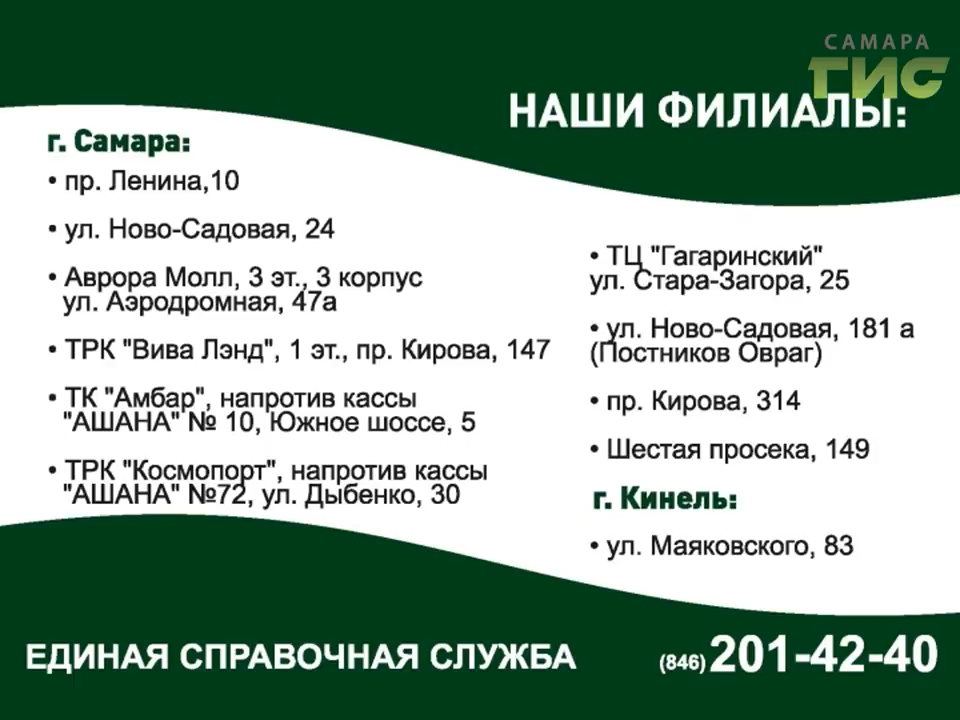 САМАРА
ГИС
НАШИ ФИЛИАЛЫ:
г. Самара:
• пр. Ленина,10
• ул. Ново-Садовая, 24
• Аврора Молл, 3 эт., 3 корпус
ул. Аэродромная, 47а
• ТРК "Вива Лэнд", 1 эт., пр. Кирова, 147
• ТК "Амбар", напротив кассы
"АШАНА" № 10, Южное шоссе, 5
• ТРК "Космопорт", напротив кассы
"АШАНА" №72, ул. Дыбенко, 30
• ТЦ "Гагаринский"
ул. Стара-Загора, 25
• ул. Ново-Садовая, 181 а
(Постников Овраг)
• пр. Кирова, 314
• Шестая просека, 149
г. Кинель:
• ул. Маяковского, 83
ЕДИНАЯ СПРАВОЧНАЯ СЛУЖБА (846) 201-42-40